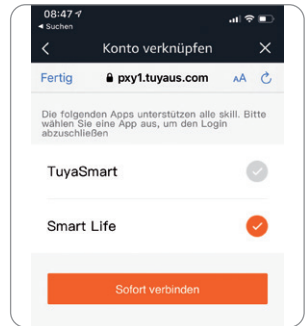 08:47
Suchen
Konto verknüpfen
Fertig pxy1.tuyaus.com AA
Die folgenden Apps unterstützen alle skill. Bitte
wählen Sie eine App aus, um den Login
abzuschließen
TuyaSmart
Smart Life
Sofort verbinden